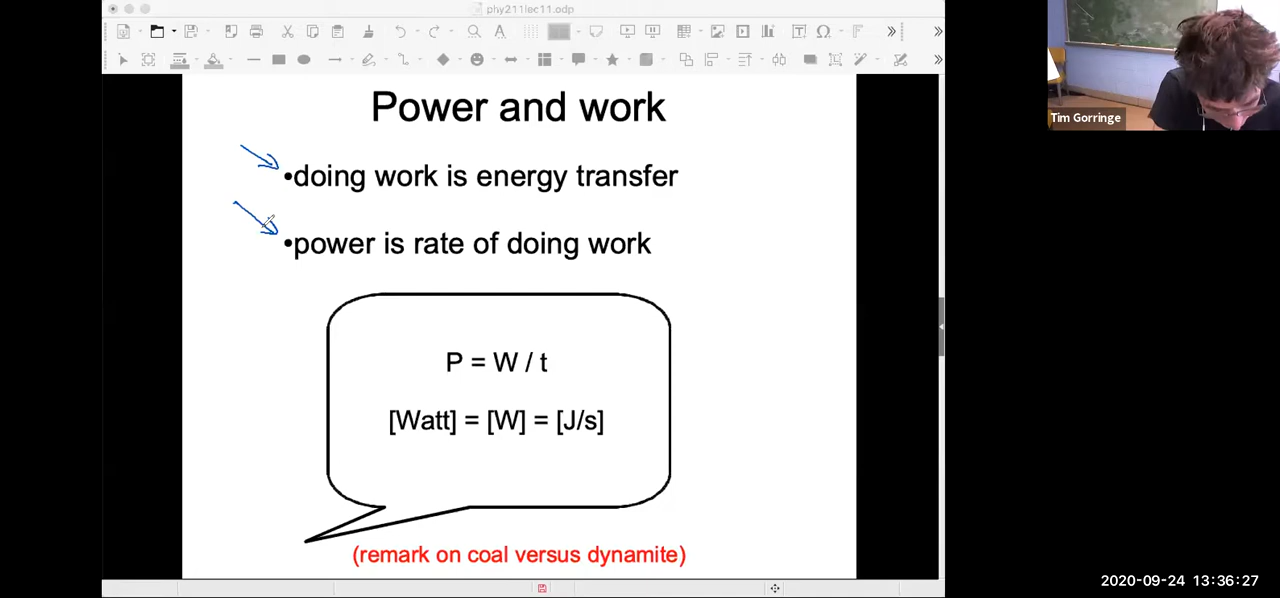 phy211lec11.odp
Power and work
•doing work is energy transfer
•power is rate of doing work
P = W / t
[Watt] = [W] = [J/s]
(remark on coal versus dynamite)
Tim Gorringe
2020-09-24 13:36:27